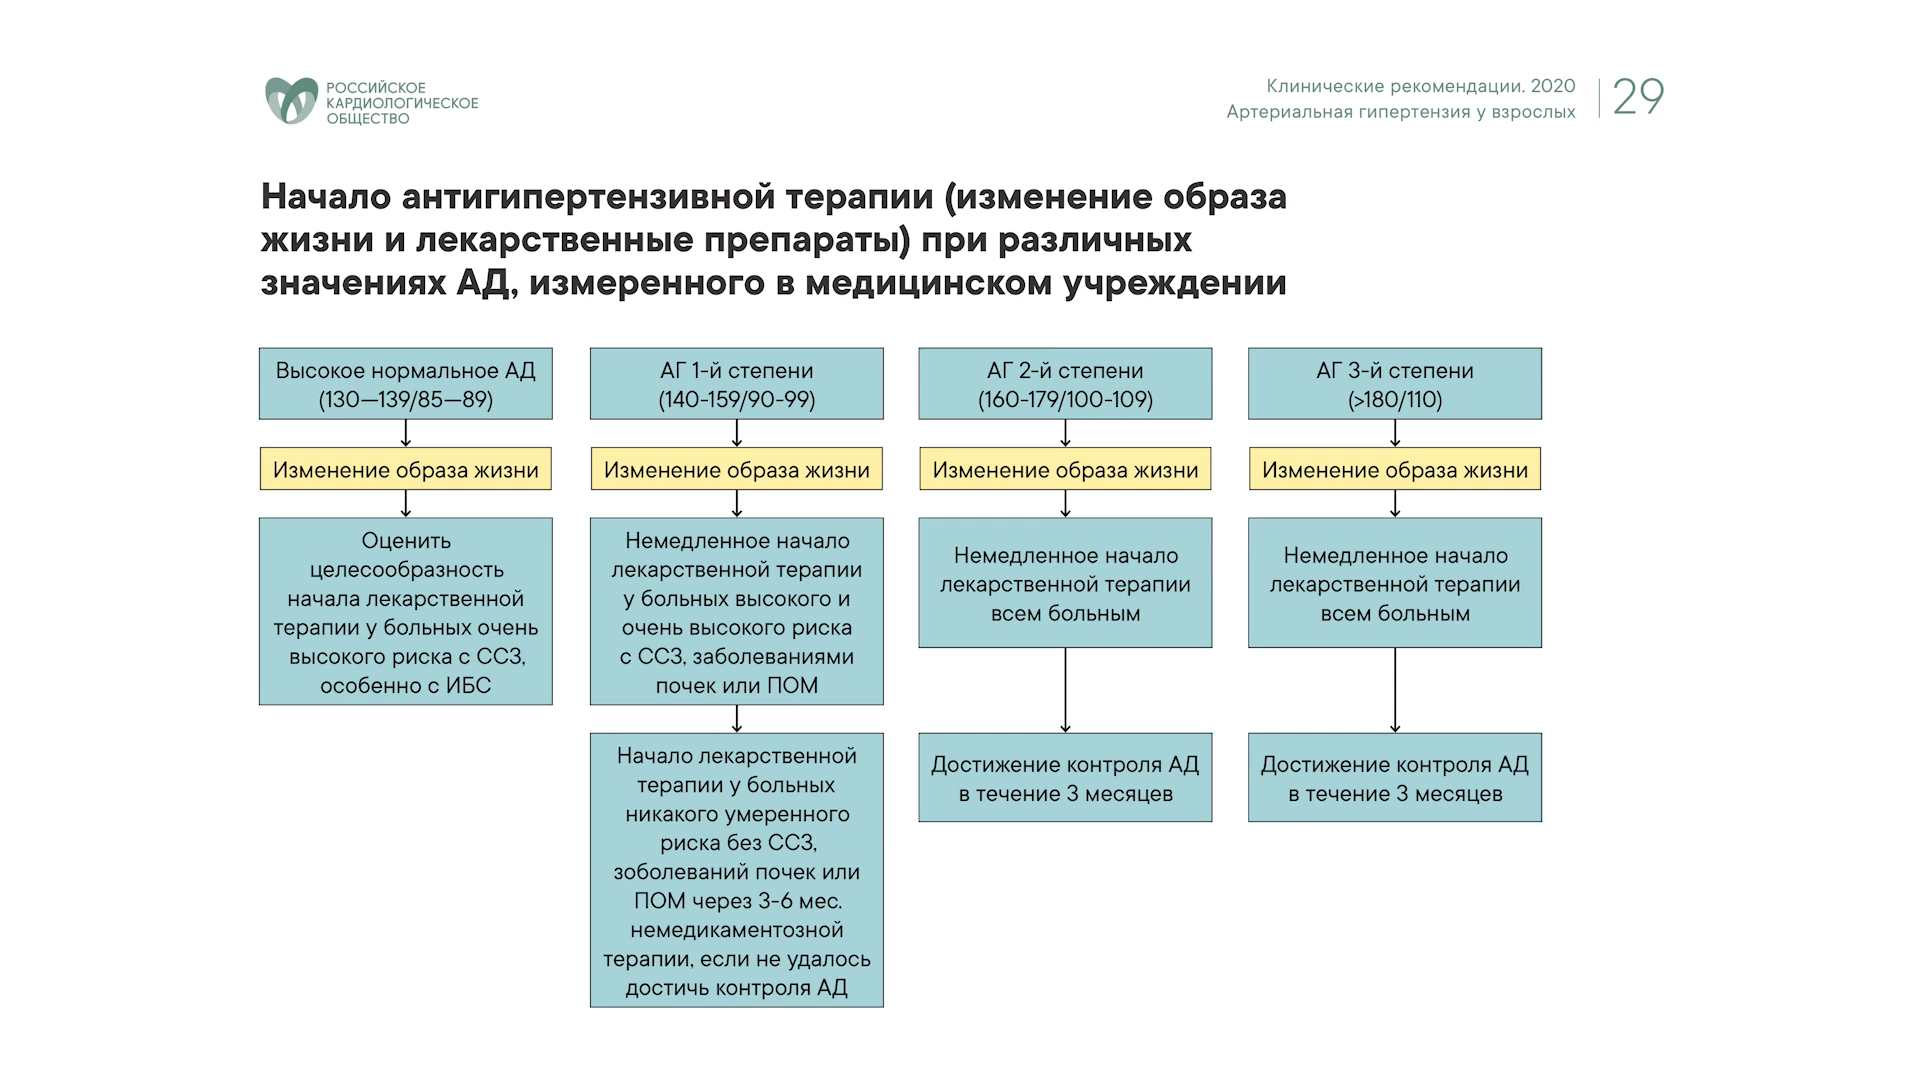 РОССИЙСКОЕ
КАРДИОЛОГИЧЕСКОЕ
ОБЩЕСТВО
Клинические рекомендации. 2020
Артериальная гипертензия у взрослых
29
Начало антигипертензивной терапии (изменение образа
жизни и лекарственные препараты) при различных
значениях АД, измеренного в медицинском учреждении
Высокое нормальное АД
(130—139/85—89)
Изменение образа жизни
Оценить
целесообразность
начала лекарственной
терапии у больных очень
высокого риска с ССЗ,
особенно с ИБС
АГ 1-й степени
(140-159/90-99)
Изменение образа жизни
Немедленное начало
лекарственной терапии
у больных высокого и
очень высокого риска
с ССЗ, заболеваниями
почек или ПОМ
Начало лекарственной
терапии у больных
никакого умеренного
риска без ССЗ,
зоболеваний почек или
ПОМ через 3-6 мес.
немедикаментозной
терапии, если не удалось
достичь контроля АД
АГ 2-й степени
(160-179/100-109)
Изменение образа жизни
Немедленное начало
лекарственной терапии
всем больным
Достижение контроля АД
в течение 3 месяцев
АГ 3-й степени
(>180/110)
Изменение образа жизни
Немедленное начало
лекарственной терапии
всем больным
Достижение контроля АД
в течение 3 месяцев